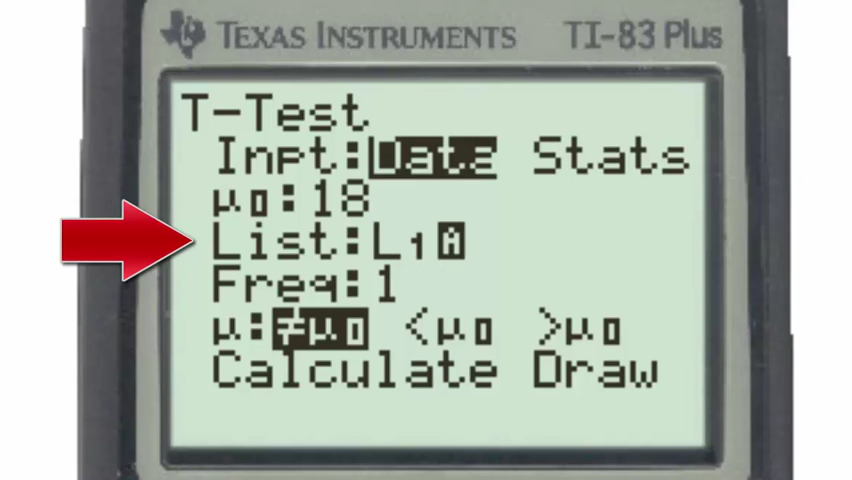 TEXAS INSTRUMENTS TI-83 Plus
T-Test
Inpt:Data Stats
μ₀:18
List:L₁A
Freq:1
μ:≠μ₀ <μ₀ >μ₀
Calculate Draw